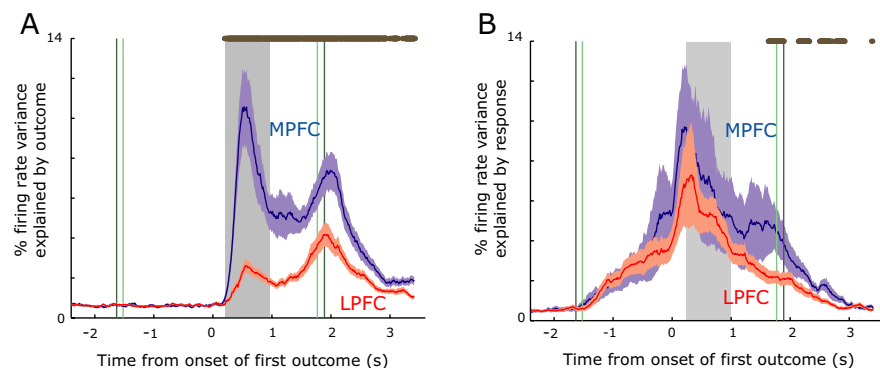 A
14
% firing rate variance
explained by outcome
MPFC
LPFC
0
-2 -1 0 1 2 3
Time from onset of first outcome (s)
B
14
% firing rate variance
explained by response
MPFC
LPFC
0
-2 -1 0 1 2 3
Time from onset of first outcome (s)